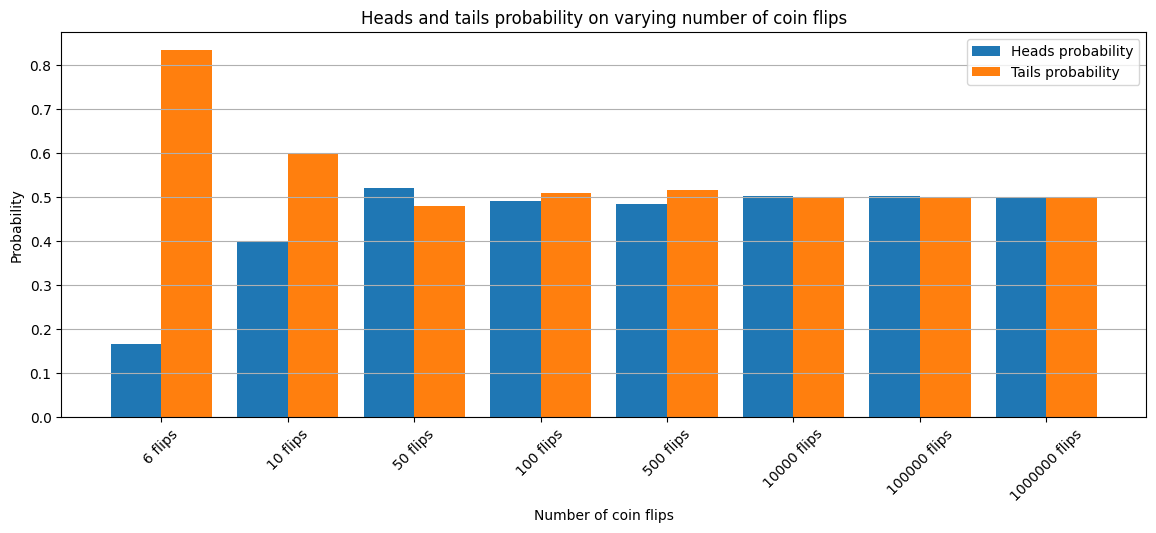 Heads and tails probability on varying number of coin flips
Heads probability
Tails probability
Probability
0.8
0.7
0.6
0.5
0.4
0.3
0.2
0.1
0.0
6 flips
10 flips
50 flips
100 flips
500 flips
10000 flips
100000 flips
1000000 flips
Number of coin flips